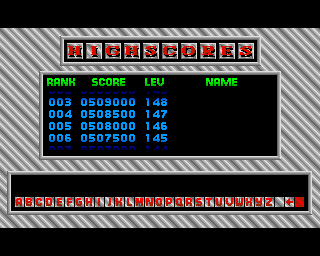 HIGHSCORES
RANK SCORE LEV NAME
003 0509000 148
004 0508500 147
005 0508000 146
006 0507500 145
ABCDEFGHIJKLMNOPQRSTUVWXYZ ←